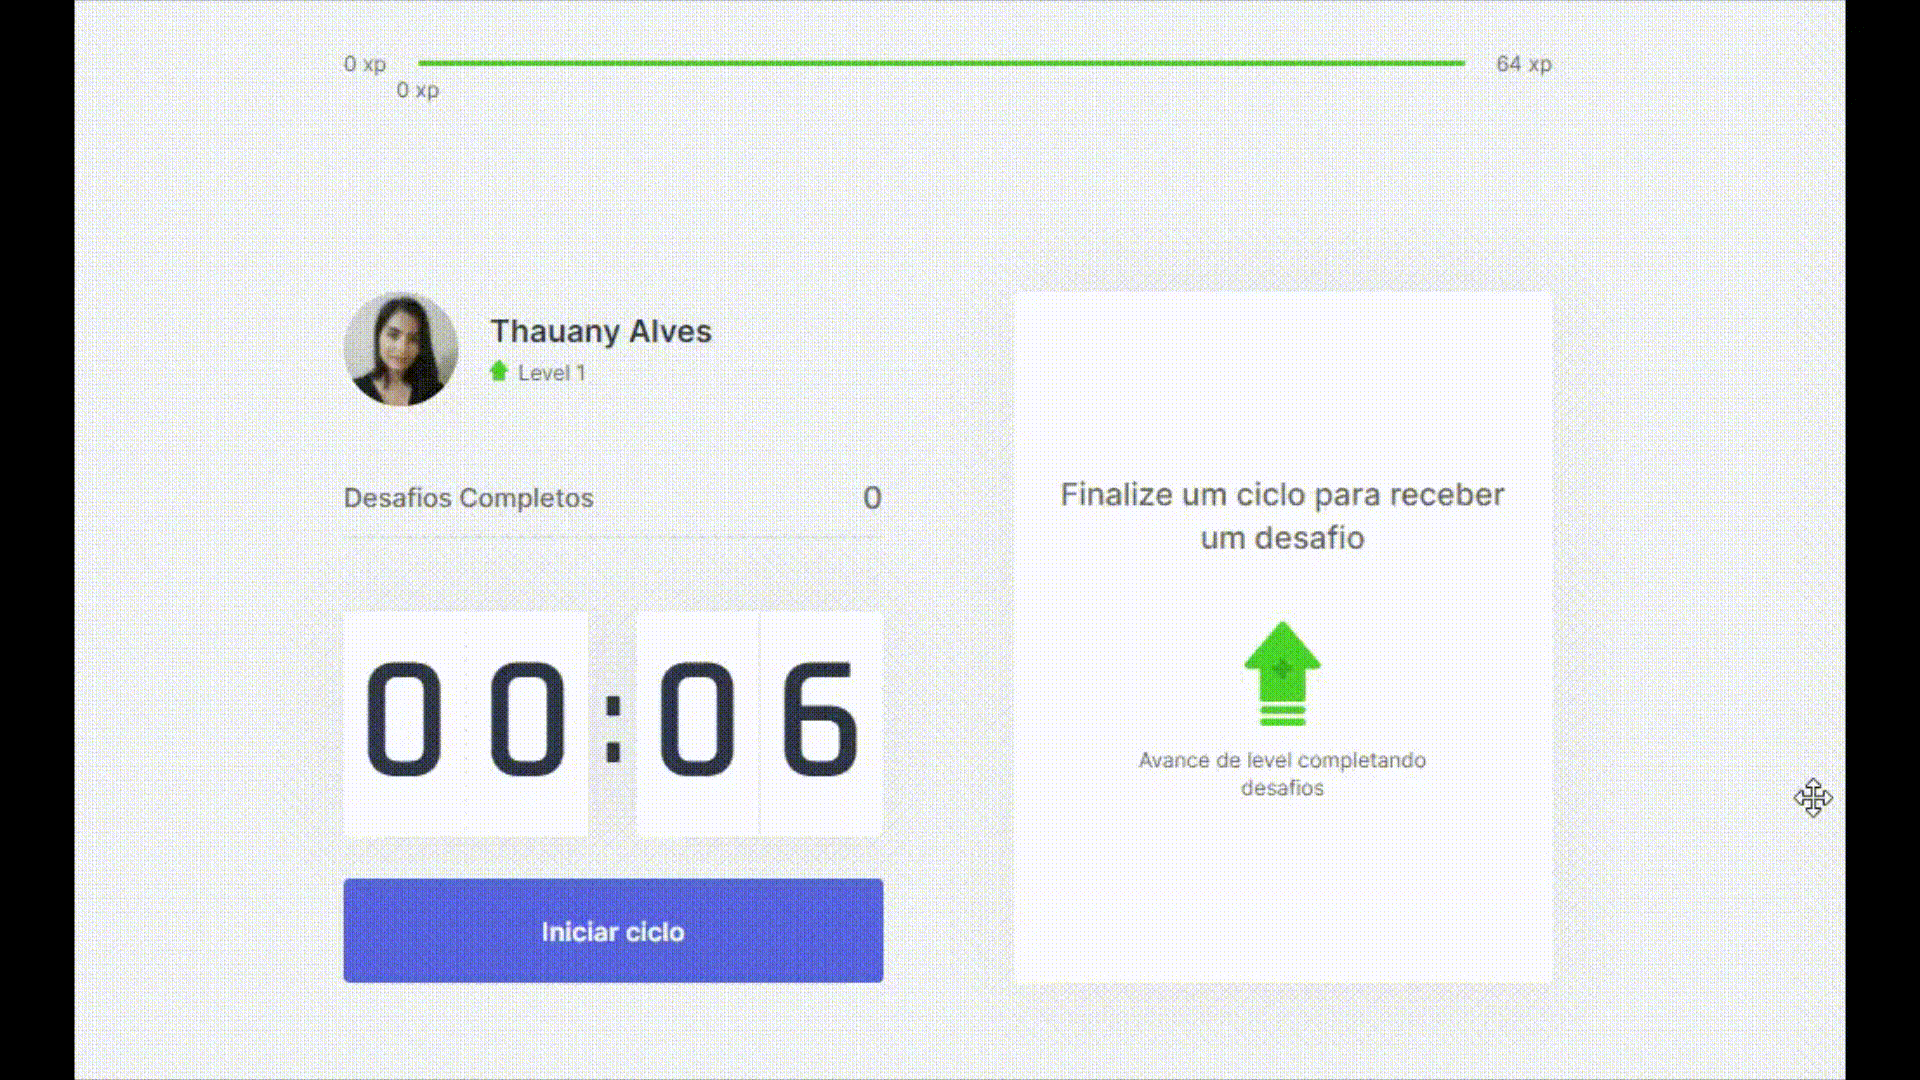 0 xp
64 xp
0 xp
Thauany Alves
Level 1
Desafios Completos
0
00:06
Iniciar ciclo
Finalize um ciclo para receber
um desafio
Avance de level completando
desafios